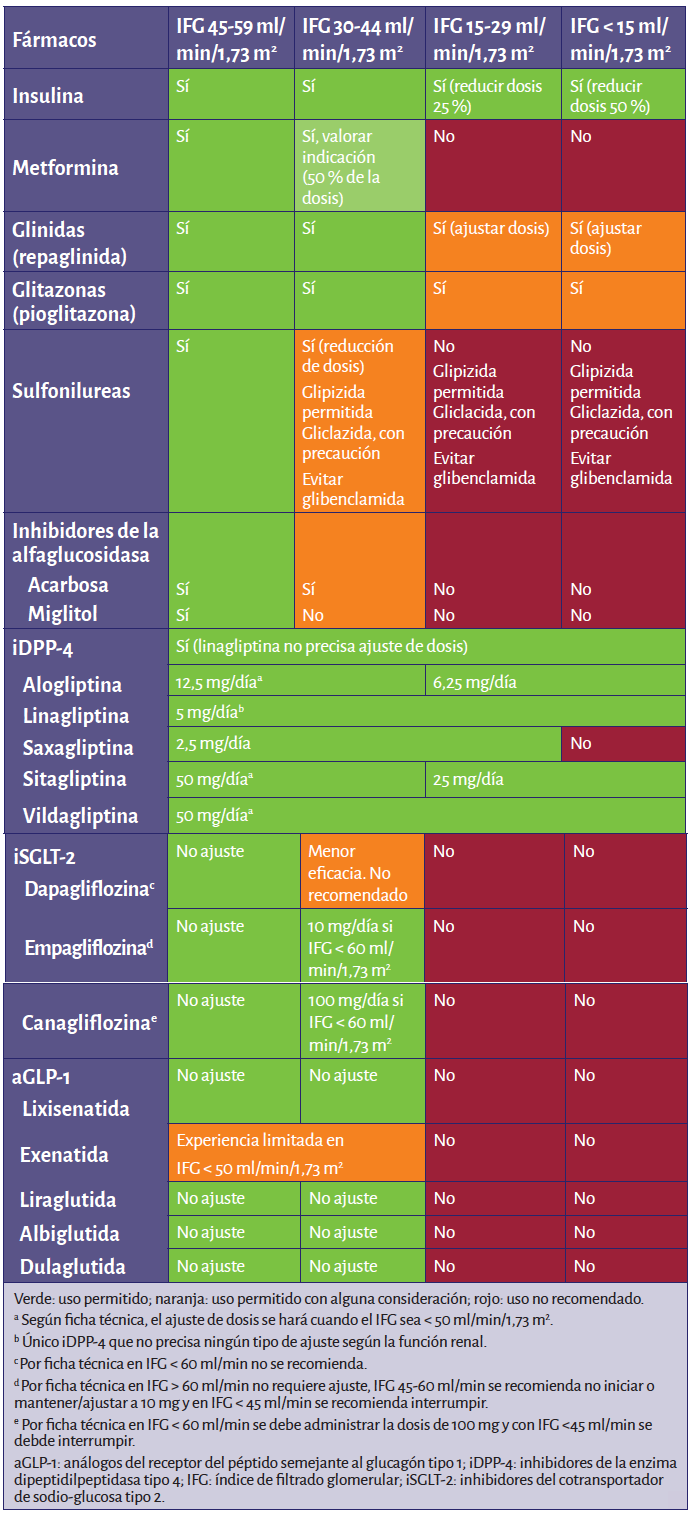 Fármacos
IFG 45-59 ml/
min/1,73 m²
IFG 30-44 ml/
min/1,73 m²
IFG 15-29 ml/
min/1,73 m²
IFG < 15 ml/
min/1,73 m²
Insulina
Sí
Sí
Sí (reducir dosis
25 %)
Sí (reducir
dosis 50 %)
Metformina
Sí
Sí, valorar
indicación
(50 % de la
dosis)
No
No
Glinidas
(repaglinida)
Sí
Sí
Sí (ajustar dosis)
Sí (ajustar
dosis)
Glitazonas
(pioglitazona)
Sí
Sí
Sí
Sí
Sulfonilureas
Sí
Sí (reducción
de dosis)
Glipizida
permitida
Gliclazida, con
precaución
Evitar
glibenclamida
No
Glipizida
permitida
Gliclacida, con
precaución
Evitar
glibenclamida
No
Glipizida
permitida
Gliclazida, con
precaución
Evitar
glibenclamida
Inhibidores de la
alfaglucosidasa
Acarbosa
Sí
Sí
No
No
Miglitol
Sí
No
No
No
iDPP-4
Sí (linagliptina no precisa ajuste de dosis)
Alogliptina
12,5 mg/díaᵃ
6,25 mg/día
Linagliptina
5 mg/díaᵇ
Saxagliptina
2,5 mg/día
No
Sitagliptina
50 mg/díaᵃ
25 mg/día
Vildagliptina
50 mg/díaᵃ
iSGLT-2
Dapagliflozinaᶜ
No ajuste
Menor
eficacia. No
recomendado
No
No
Empagliflozinaᵈ
No ajuste
10 mg/día si
IFG < 60 ml/
min/1,73 m²
No
No
Canagliflozinaᵉ
No ajuste
100 mg/día si
IFG < 60 ml/
min/1,73 m²
No
No
aGLP-1
Lixisenatida
No ajuste
No ajuste
No
No
Exenatida
Experiencia limitada en
IFG < 50 ml/min/1,73 m²
No
No
Liraglutida
No ajuste
No ajuste
No
No
Albiglutida
No ajuste
No ajuste
No
No
Dulaglutida
No ajuste
No ajuste
No
No
Verde: uso permitido; naranja: uso permitido con alguna consideración; rojo: uso no recomendado.
ᵃ Según ficha técnica, el ajuste de dosis se hará cuando el IFG sea < 50 ml/min/1,73 m².
ᵇ Único iDPP-4 que no precisa ningún tipo de ajuste según la función renal.
ᶜ Por ficha técnica en IFG < 60 ml/min no se recomienda.
ᵈ Por ficha técnica en IFG > 60 ml/min no requiere ajuste, IFG 45-60 ml/min se recomienda no iniciar o
mantener/ajustar a 10 mg y en IFG < 45 ml/min se recomienda interrumpir.
ᵉ Por ficha técnica en IFG < 60 ml/min se debe administrar la dosis de 100 mg y con IFG <45 ml/min se
debde interrumpir.
aGLP-1: análogos del receptor del péptido semejante al glucagón tipo 1; iDPP-4: inhibidores de la enzima
dipeptidilpeptidasa tipo 4; IFG: índice de filtrado glomerular; iSGLT-2: inhibidores del cotransportador
de sodio-glucosa tipo 2.